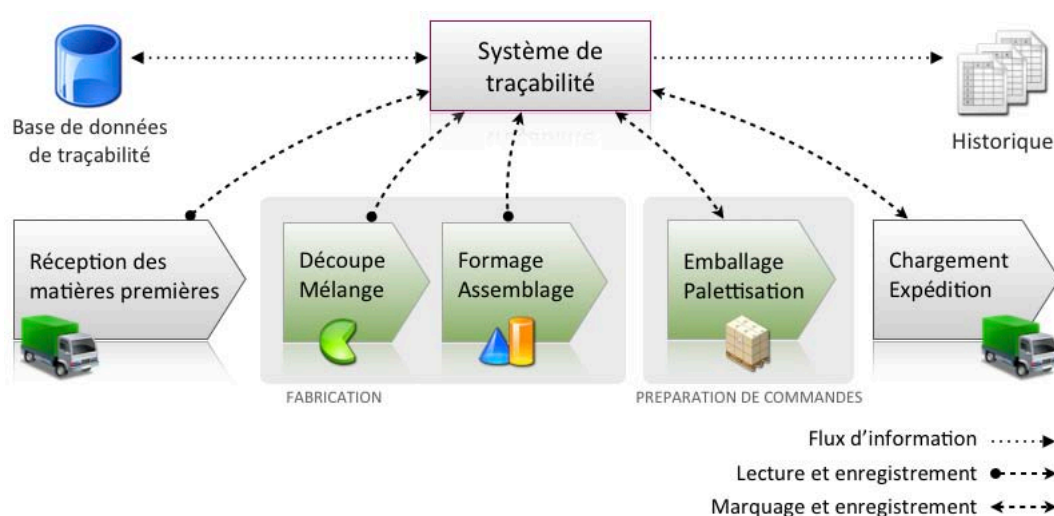 Système de
traçabilité
Base de données
de traçabilité
Historique
Réception des
matières premières
Découpe
Mélange
Formage
Assemblage
Emballage
Palettisation
Chargement
Expédition
FABRICATION
PREPARATION DE COMMANDES
Flux d’information
Lecture et enregistrement
Marquage et enregistrement